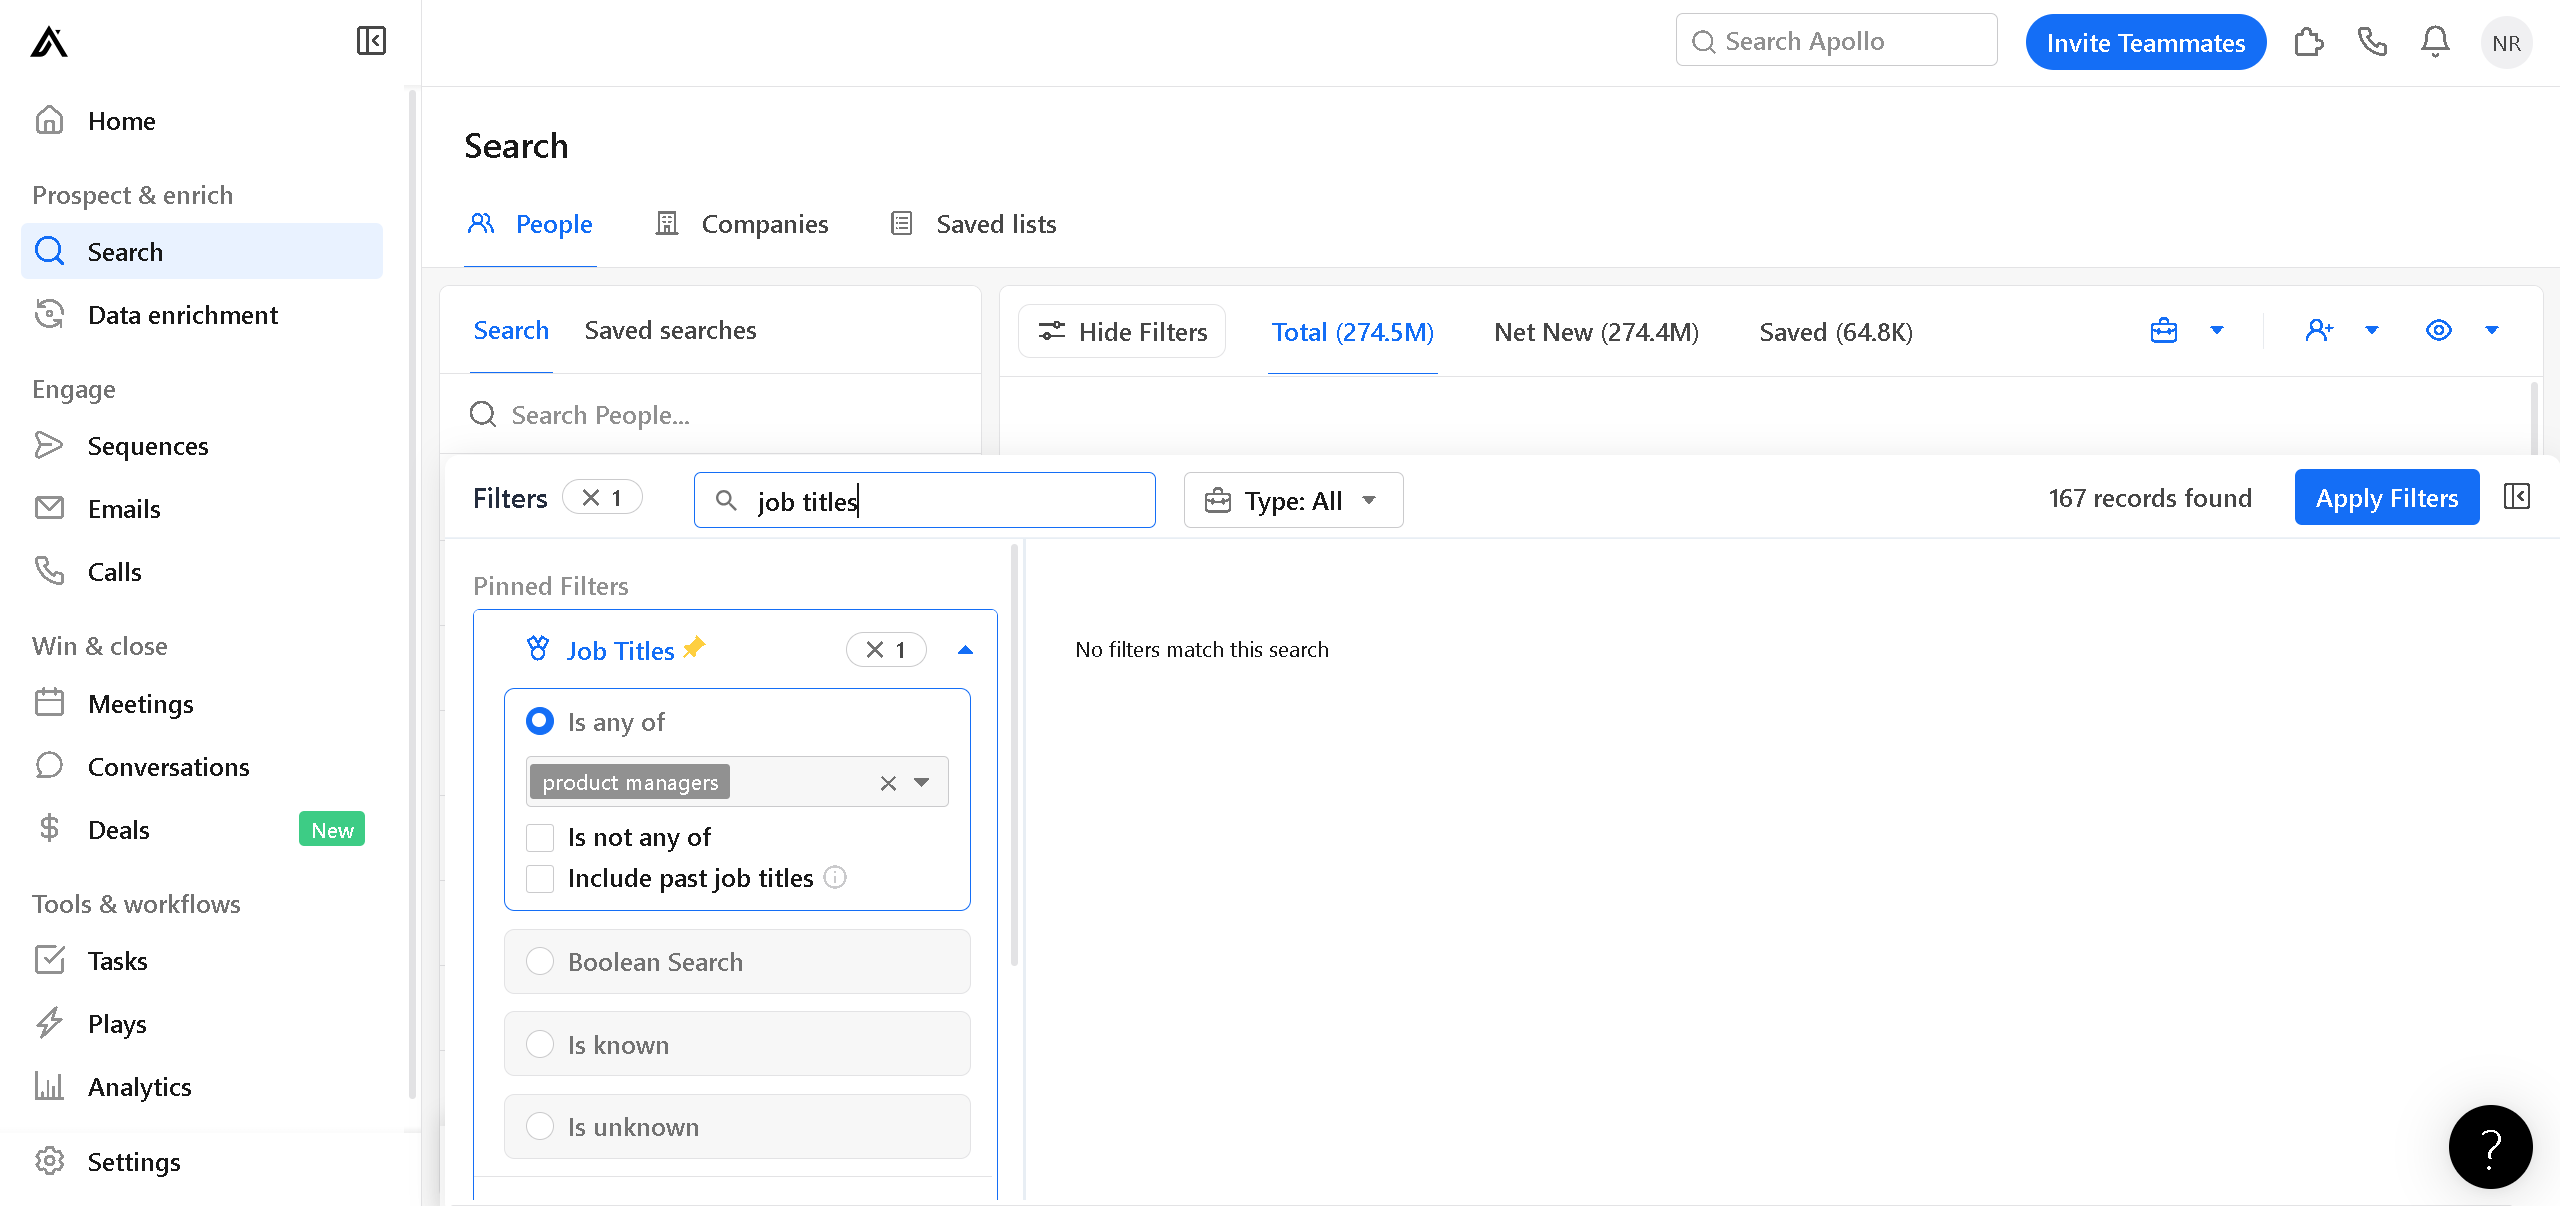 Search Apollo
Invite Teammates
NR
Home
Prospect & enrich
Search
Data enrichment
Engage
Sequences
Emails
Calls
Win & close
Meetings
Conversations
Deals
New
Tools & workflows
Tasks
Plays
Analytics
Settings
Search
People
Companies
Saved lists
Search
Saved searches
Search People...
Hide Filters
Total (274.5M)
Net New (274.4M)
Saved (64.8K)
Filters
1
job titles
Type: All
167 records found
Apply Filters
Pinned Filters
Job Titles
1
Is any of
product managers
Is not any of
Include past job titles
Boolean Search
Is known
Is unknown
No filters match this search
?